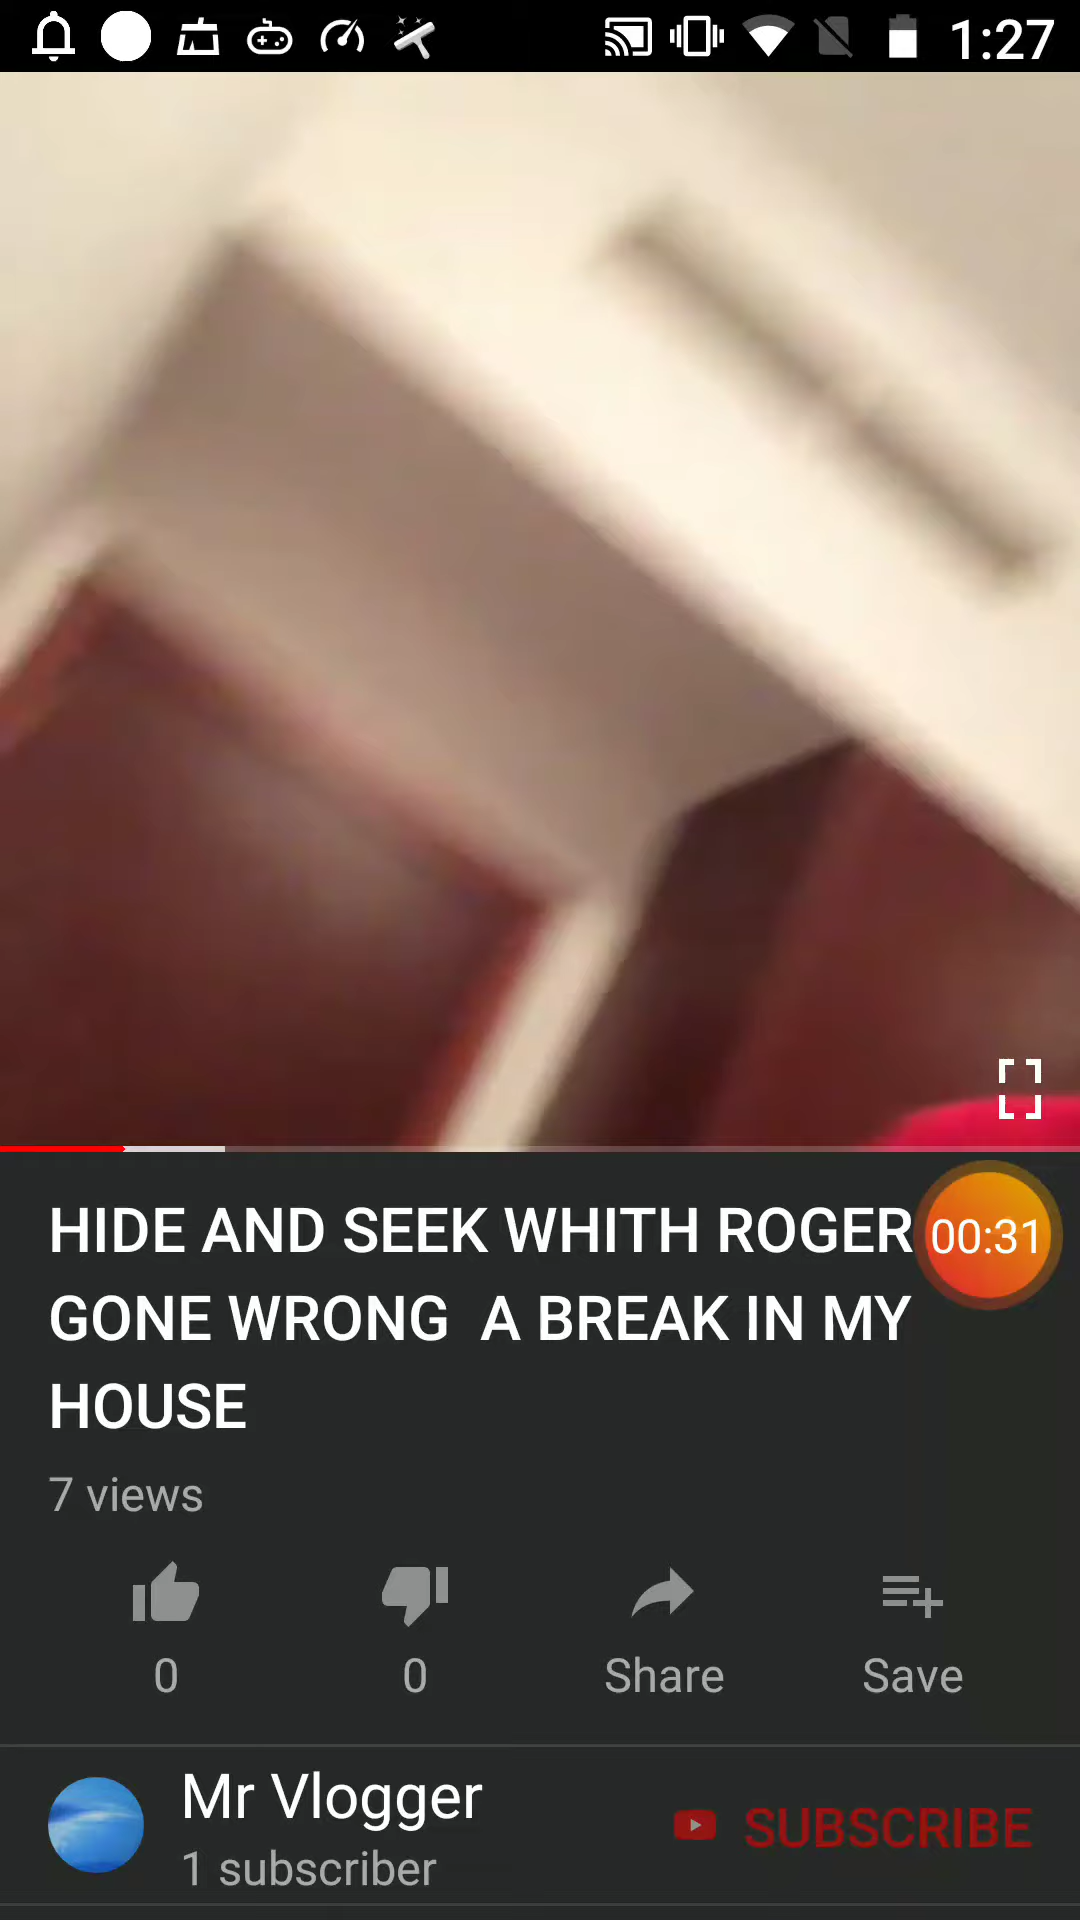 1:27
HIDE AND SEEK WHITH ROGER
00:31
GONE WRONG  A BREAK IN MY
HOUSE
7 views
0
0
Share
Save
Mr Vlogger
SUBSCRIBE
1 subscriber